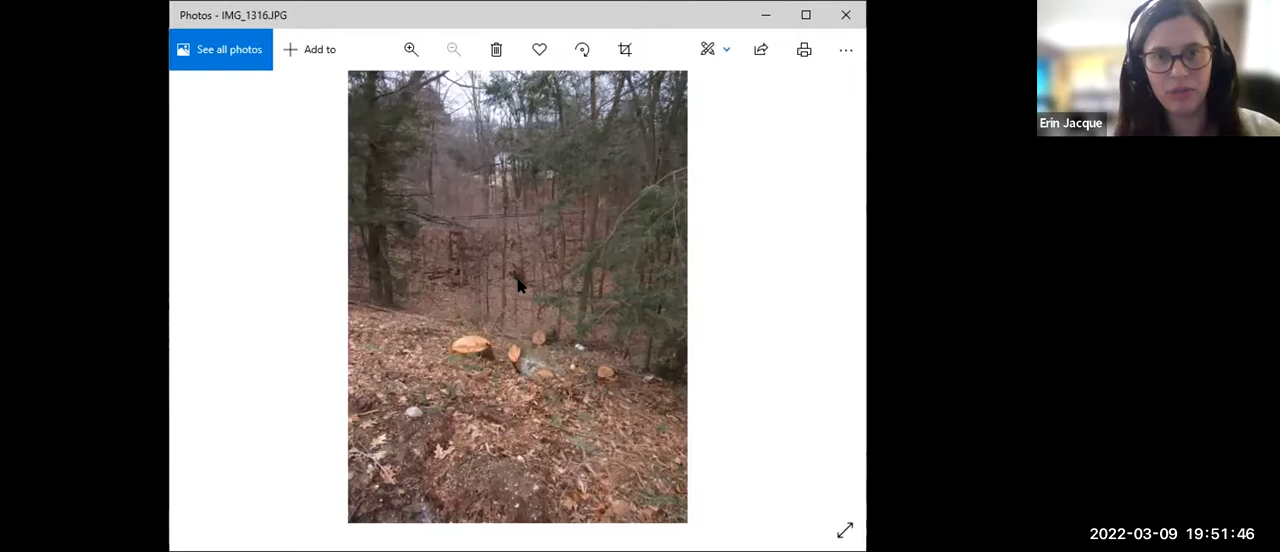 Photos - IMG_1316.JPG
See all photos
Add to
Erin Jacque
2022-03-09 19:51:46